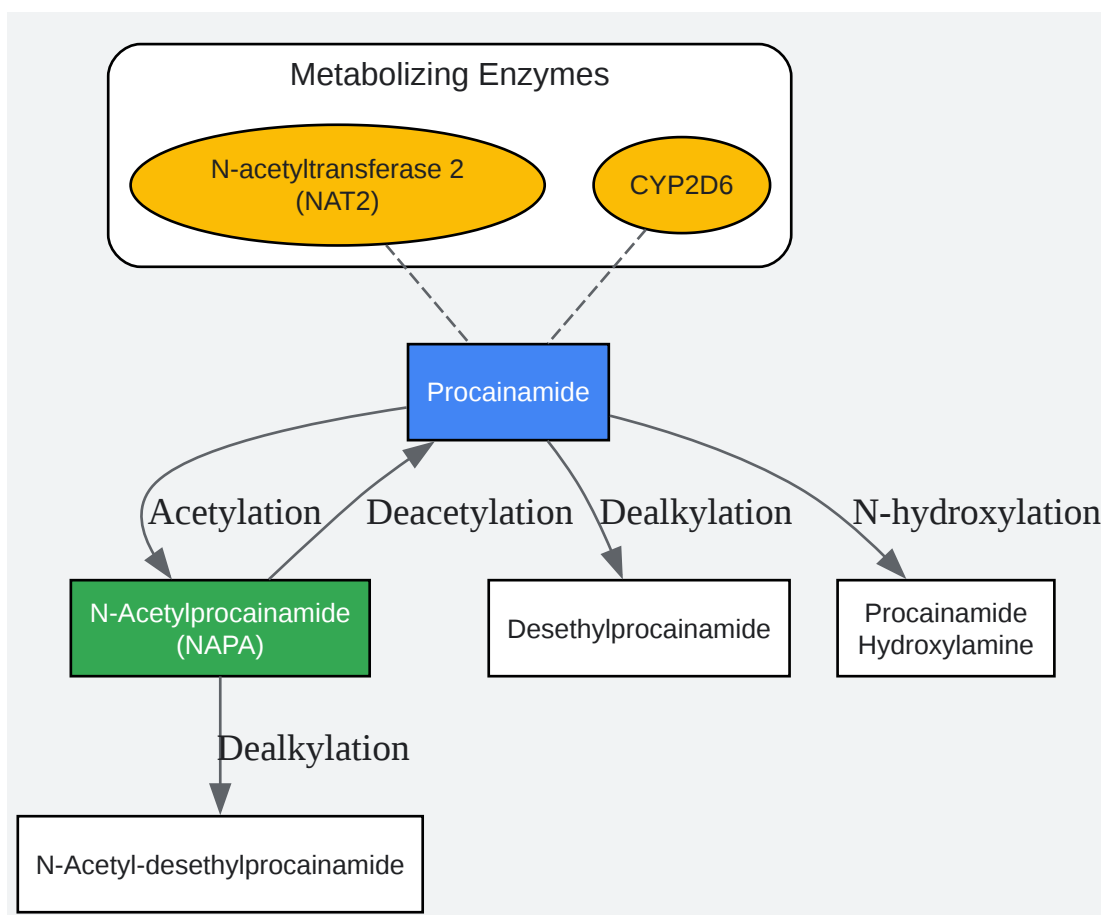 Metabolizing Enzymes
N-acetyltransferase 2
(NAT2)
CYP2D6
Procainamide
Acetylation
Deacetylation
Dealkylation
N-hydroxylation
N-Acetylprocainamide
(NAPA)
Desethylprocainamide
Procainamide
Hydroxylamine
Dealkylation
N-Acetyl-desethylprocainamide